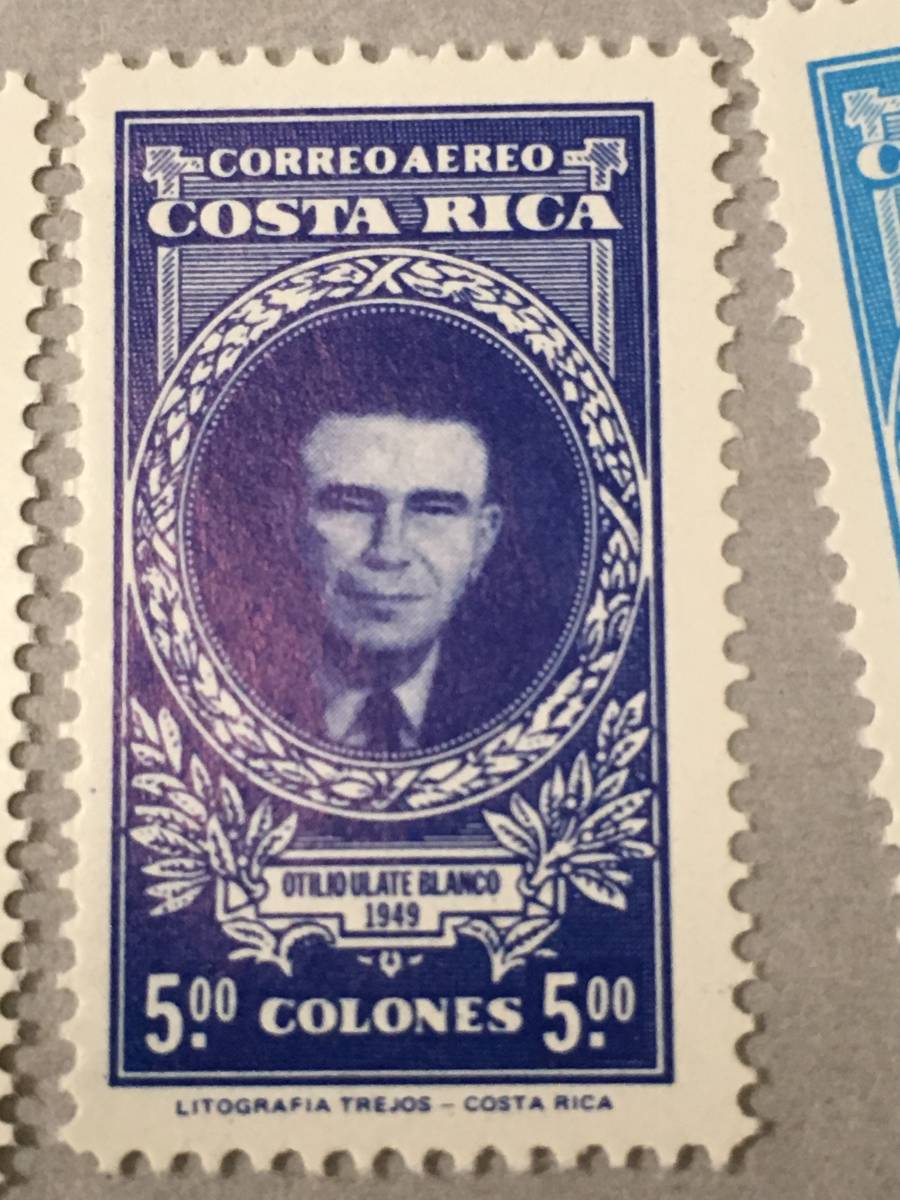 CORREO AEREO
COSTA RICA
OTILIO ULATE BLANCO
1949
5.00 COLONES 5.00
LITOGRAFIA TREJOS - COSTA RICA
C